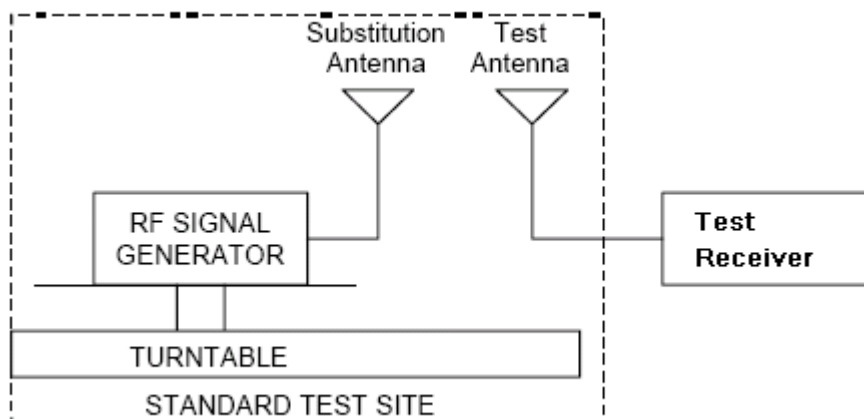 Substitution
Antenna
Test
Antenna
RF SIGNAL
GENERATOR
Test
Receiver
TURNTABLE
STANDARD TEST SITE